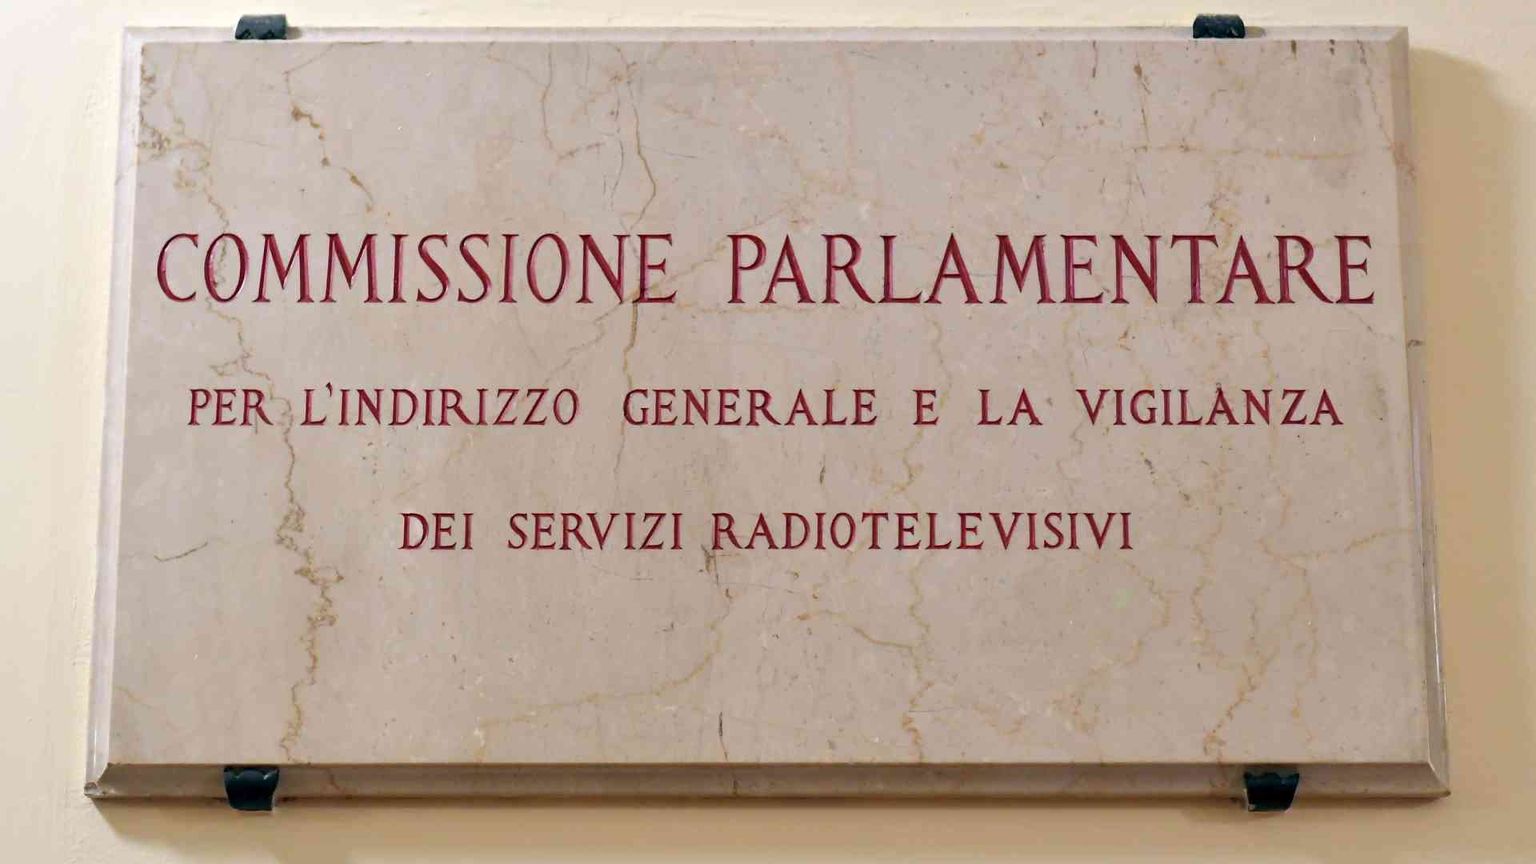 COMMISSIONE PARLAMENTARE
PER L'INDIRIZZO GENERALE E LA VIGILANZA
DEI SERVIZI RADIOTELEVISIVI